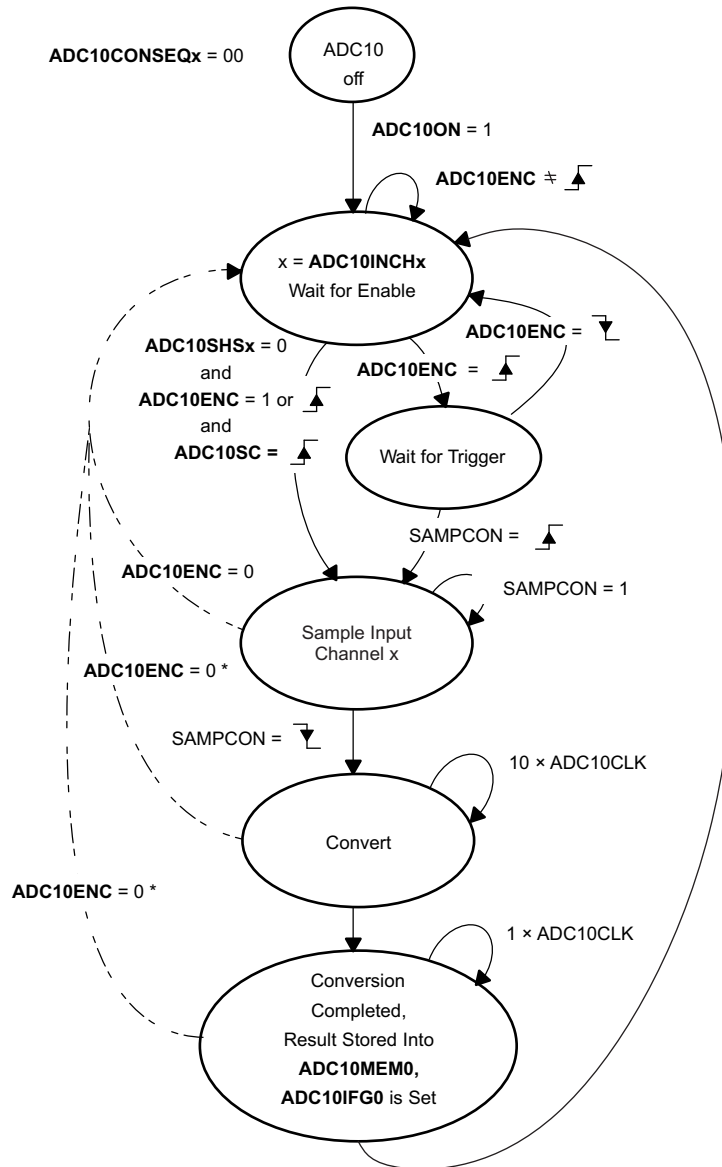 ADC10CONSEQx = 00
ADC10
off
ADC10ON = 1
ADC10ENC ≠
x = ADC10INCHx
Wait for Enable
ADC10SHSx = 0
and
ADC10ENC = 1 or
and
ADC10SC =
ADC10ENC =
ADC10ENC =
Wait for Trigger
SAMPCON =
ADC10ENC = 0
SAMPCON = 1
Sample Input
Channel x
ADC10ENC = 0 *
SAMPCON =
10 × ADC10CLK
Convert
ADC10ENC = 0 *
1 × ADC10CLK
Conversion
Completed,
Result Stored Into
ADC10MEM0,
ADC10IFG0 is Set